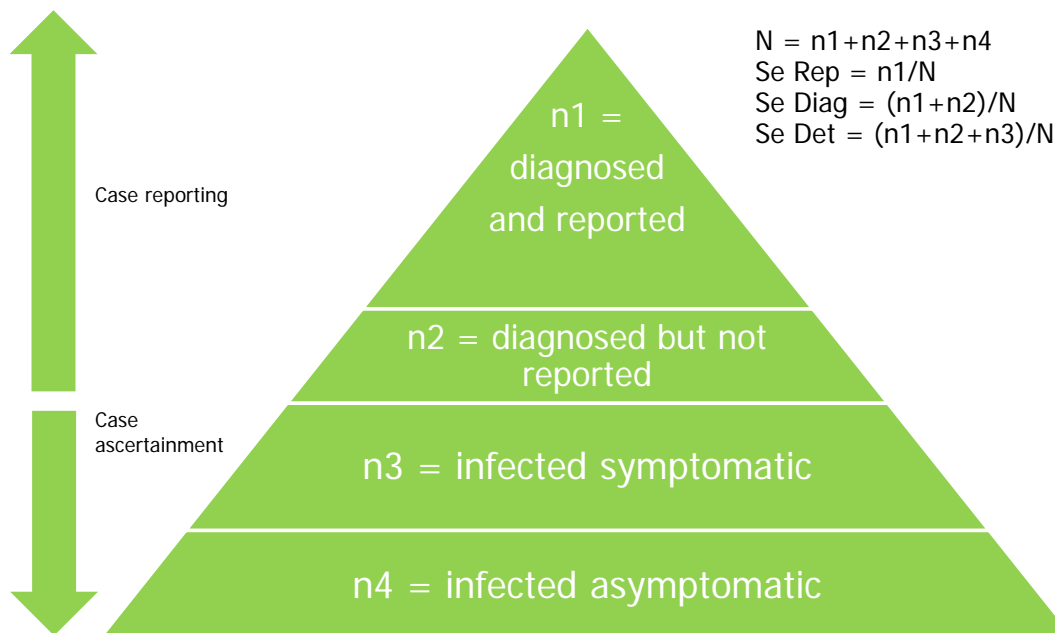 N = n1+n2+n3+n4
Se Rep = n1/N
Se Diag = (n1+n2)/N
Se Det = (n1+n2+n3)/N
n1 =
diagnosed
and reported
Case reporting
n2 = diagnosed but not
reported
Case
ascertainment
n3 = infected symptomatic
n4 = infected asymptomatic